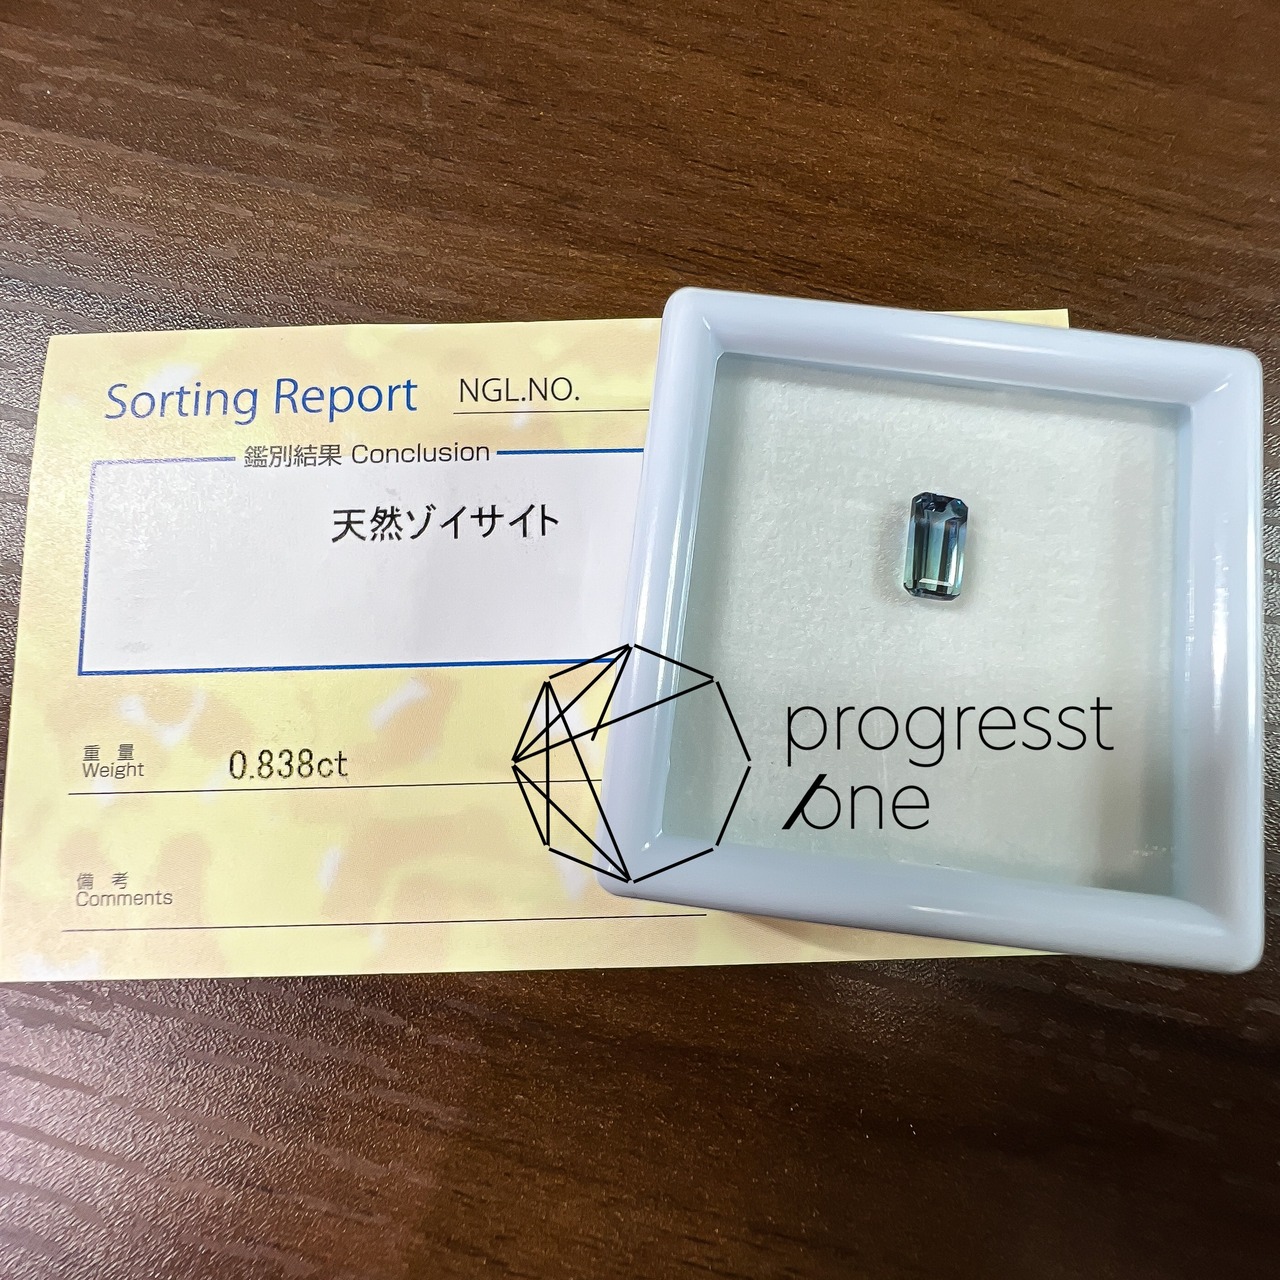 Sorting Report NGL.NO.
鑑別結果 Conclusion
天然ゾイサイト
重量
Weight 0.838ct
備考
Comments
progresst
one